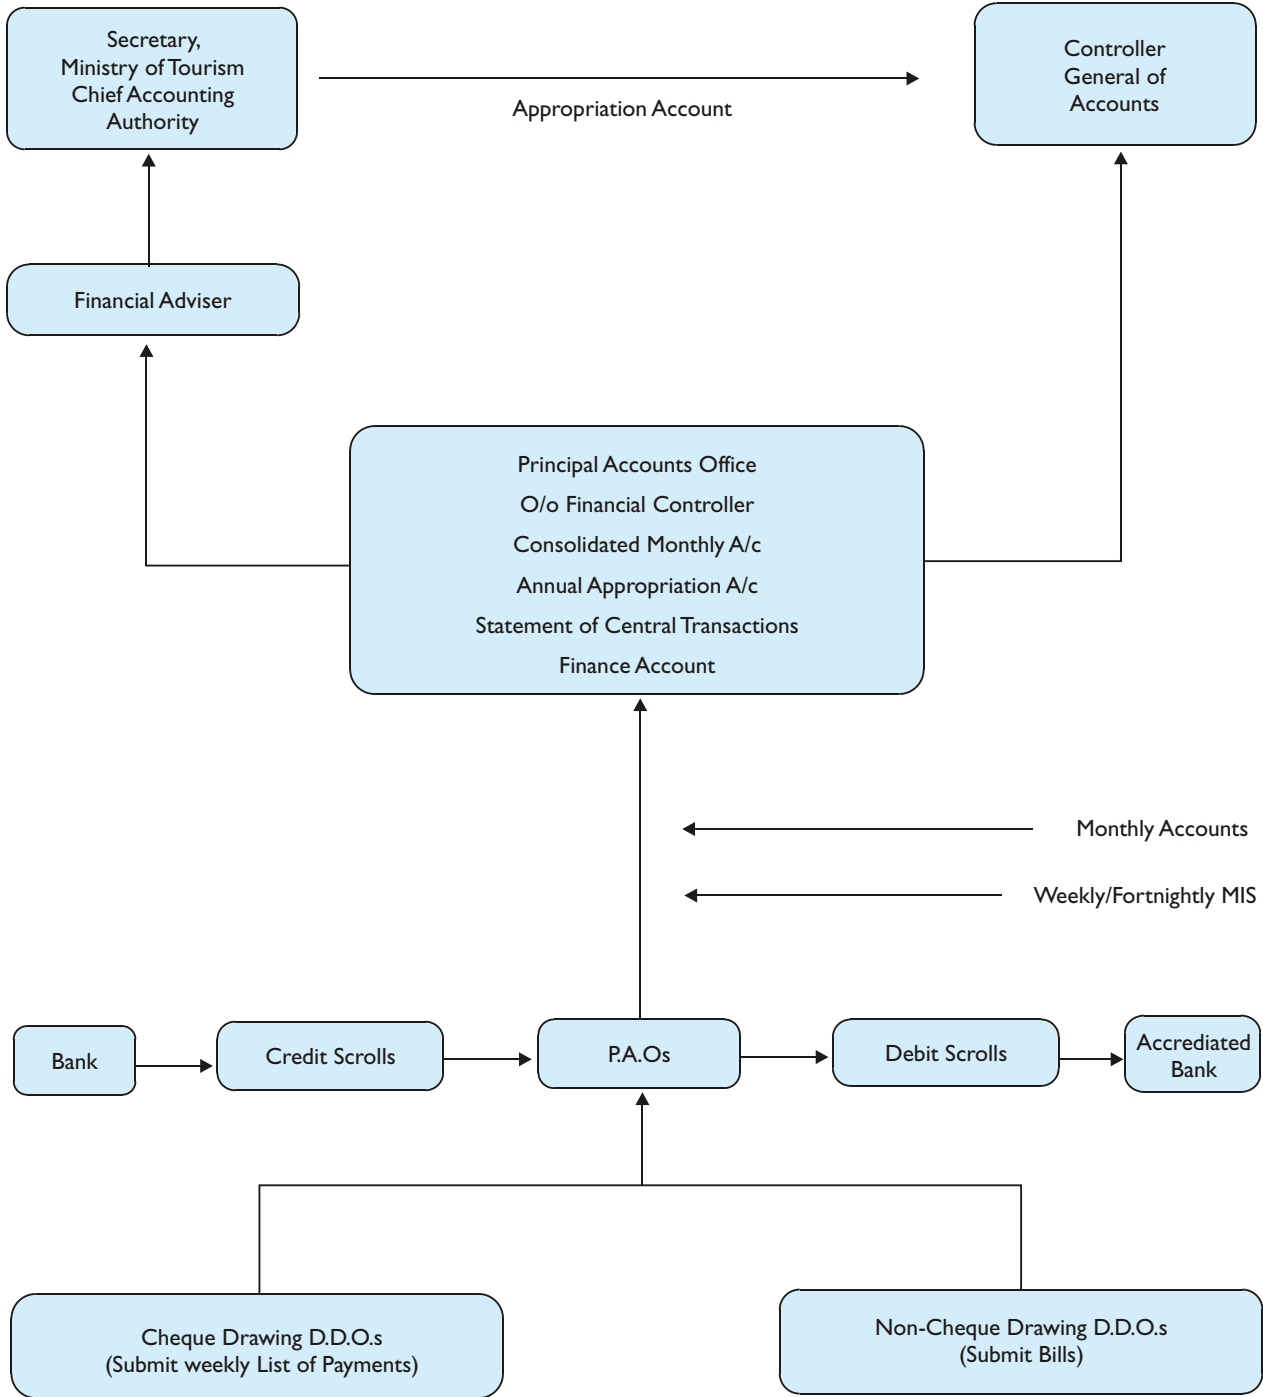 Secretary,
Ministry of Tourism
Chief Accounting
Authority
Appropriation Account
Controller
General of
Accounts
Financial Adviser
Principal Accounts Office
O/o Financial Controller
Consolidated Monthly A/c
Annual Appropriation A/c
Statement of Central Transactions
Finance Account
Monthly Accounts
Weekly/Fortnightly MIS
Bank
Credit Scrolls
P.A.Os
Debit Scrolls
Accrediated
Bank
Cheque Drawing D.D.O.s
(Submit weekly List of Payments)
Non-Cheque Drawing D.D.O.s
(Submit Bills)